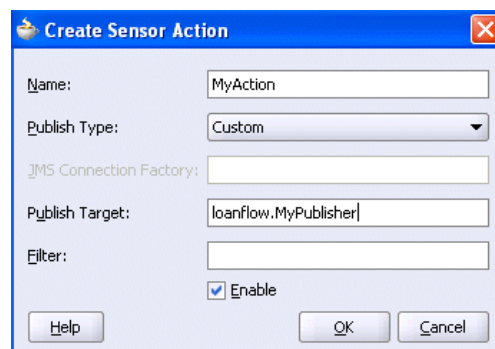 Create Sensor Action
Name: MyAction
Publish Type: Custom
JMS Connection Factory:
Publish Target: loanflow.MyPublisher
Filter:
Enable
Help OK Cancel